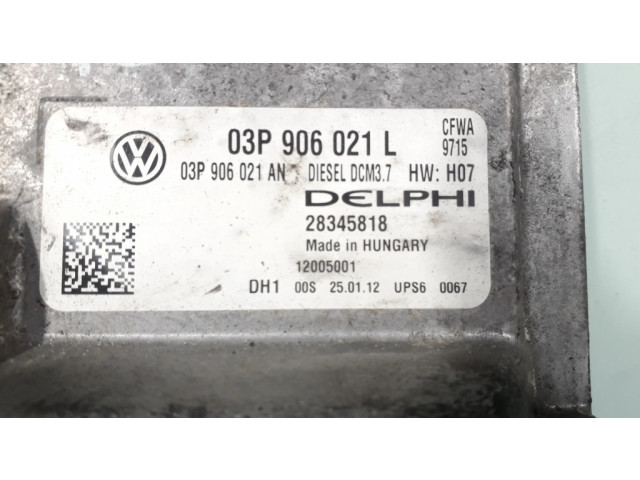 03P 906 021 L CFWA
9715
03P 906 021 AN DIESEL DCM3.7 HW: H07
DELPHI
28345818
Made in HUNGARY
12005001
DH1 00S 25.01.12 UPS6 0067